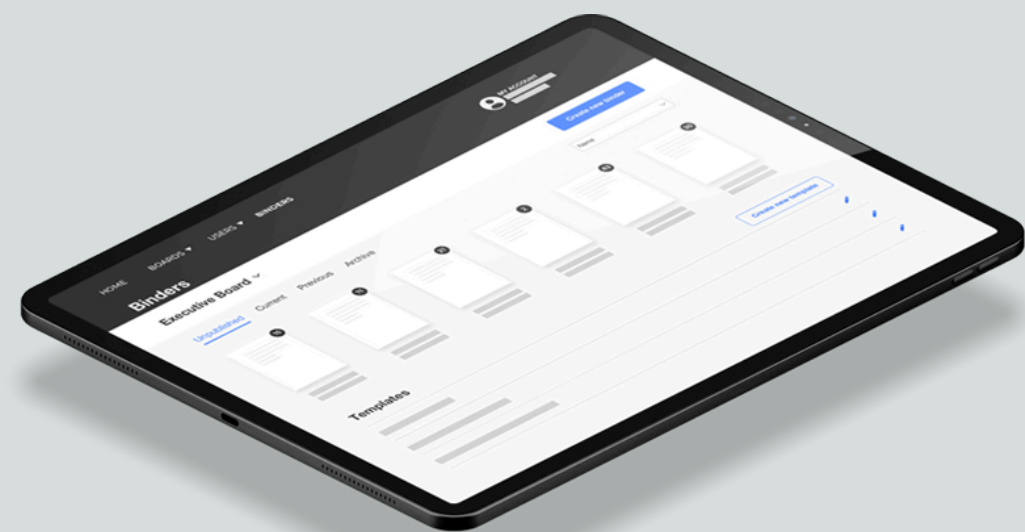 MY ACCOUNT
HOME BOARDS ▼ USERS ▼ BINDERS
Binders
Create new binder
Executive Board
Name
Unpublished Current Previous Archive
Templates
Create new template